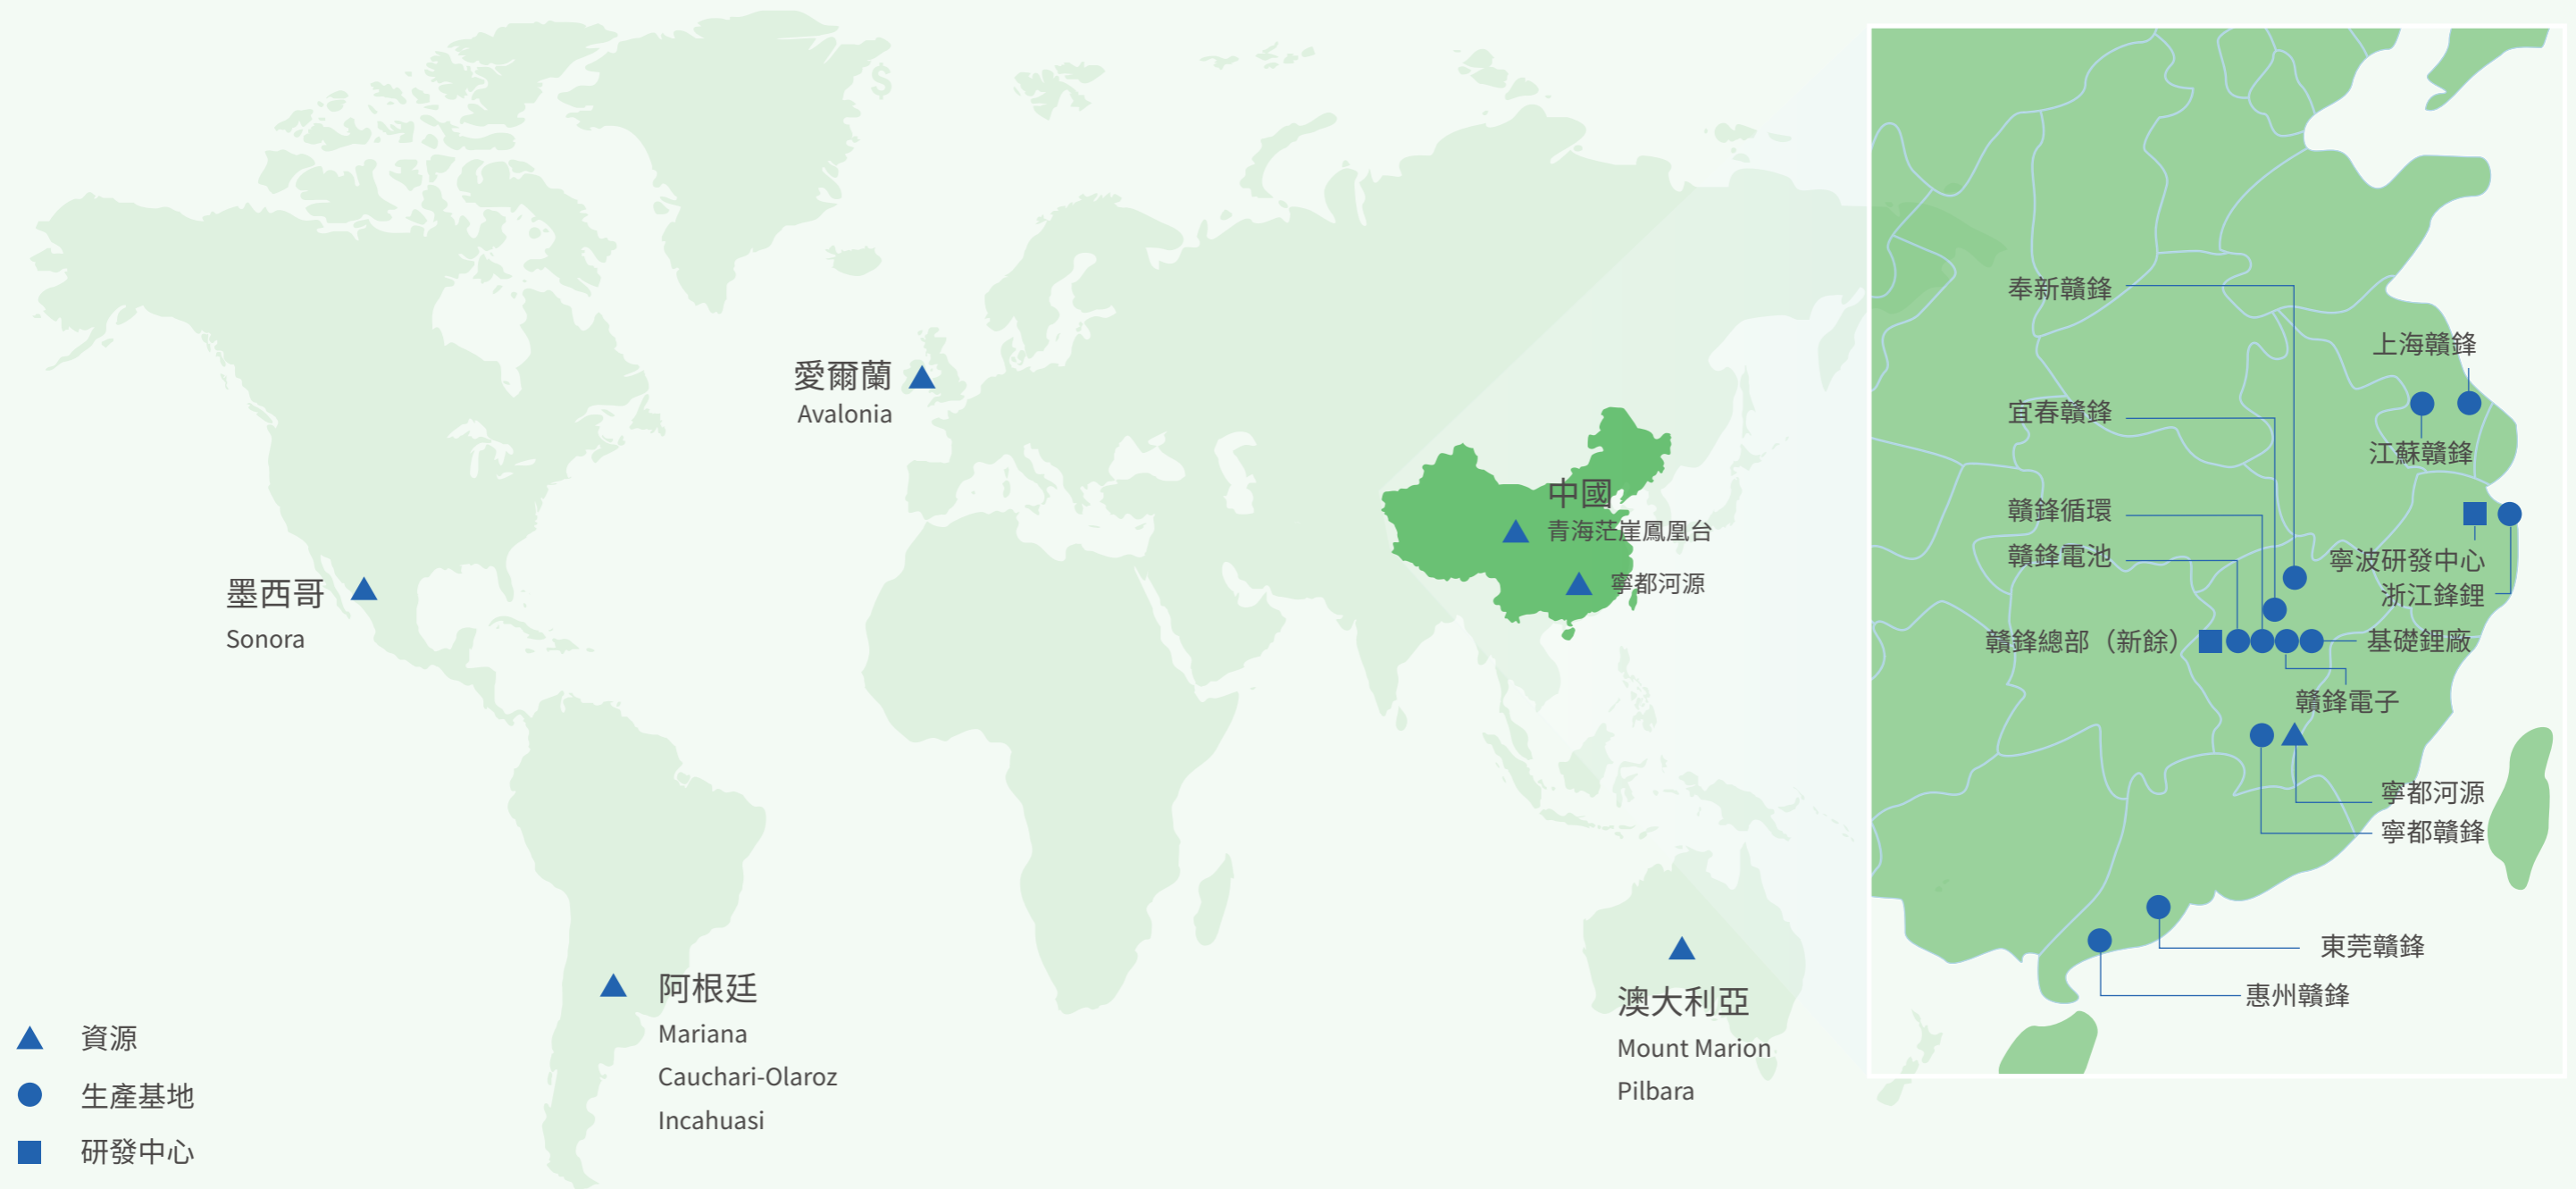 愛爾蘭
Avalonia
中國
青海茫崖鳳凰台
寧都河源
墨西哥
Sonora
阿根廷
Mariana
Cauchari-Olaroz
Incahuasi
澳大利亞
Mount Marion
Pilbara
資源
生產基地
研發中心
奉新贛鋒
上海贛鋒
宜春贛鋒
江蘇贛鋒
贛鋒循環
贛鋒電池
寧波研發中心
浙江鋒鋰
贛鋒總部（新餘）
基礎鋰廠
贛鋒電子
寧都河源
寧都贛鋒
東莞贛鋒
惠州贛鋒